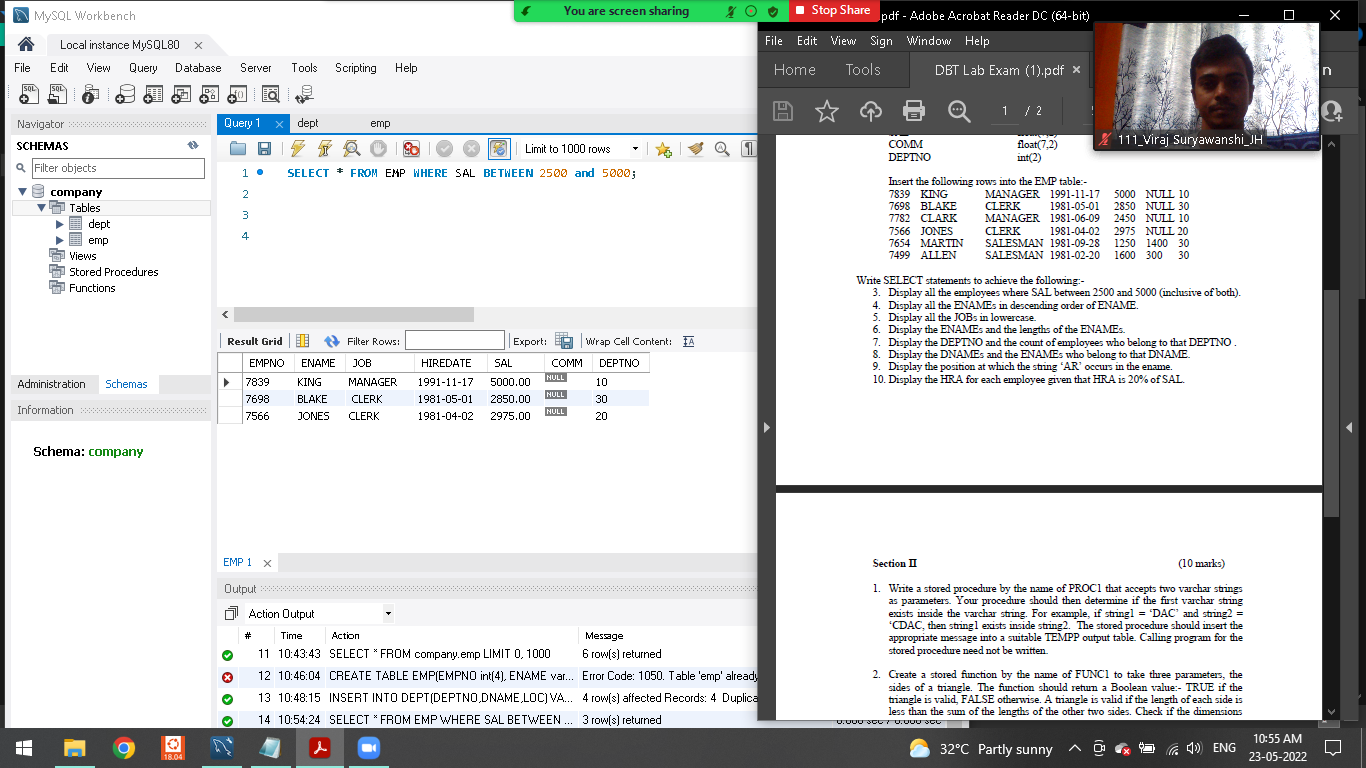 MySQL Workbench
You are screen sharing
Stop Share
.pdf - Adobe Acrobat Reader DC (64-bit)
Local instance MySQL80
File Edit View Query Database Server Tools Scripting Help
File Edit View Sign Window Help
Home Tools DBT Lab Exam (1).pdf
1 / 2
111_Viraj Suryawanshi_JH
Navigator
SCHEMAS
Filter objects
company
Tables
dept
emp
Views
Stored Procedures
Functions
Administration Schemas
Information
Schema: company
Query 1 dept emp
Limit to 1000 rows
1 SELECT * FROM EMP WHERE SAL BETWEEN 2500 and 5000;
2
3
4
Result Grid Filter Rows: Export: Wrap Cell Content:
EMPNO ENAME JOB HIREDATE SAL COMM DEPTNO
7839 KING MANAGER 1991-11-17 5000.00 NULL 10
7698 BLAKE CLERK 1981-05-01 2850.00 NULL 30
7566 JONES CLERK 1981-04-02 2975.00 NULL 20
EMP 1
Output
Action Output
# Time Action Message
11 10:43:43 SELECT * FROM company.emp LIMIT 0, 1000 6 row(s) returned
12 10:46:04 CREATE TABLE EMP(EMPNO int(4), ENAME var... Error Code: 1050. Table 'emp' already
13 10:48:15 INSERT INTO DEPT(DEPTNO,DNAME,LOC) VA... 4 row(s) affected Records: 4 Duplica
14 10:54:24 SELECT * FROM EMP WHERE SAL BETWEEN ... 3 row(s) returned
COMM float(7,2)
DEPTNO int(2)
Insert the following rows into the EMP table:-
7839 KING MANAGER 1991-11-17 5000 NULL 10
7698 BLAKE CLERK 1981-05-01 2850 NULL 30
7782 CLARK MANAGER 1981-06-09 2450 NULL 10
7566 JONES CLERK 1981-04-02 2975 NULL 20
7654 MARTIN SALESMAN 1981-09-28 1250 1400 30
7499 ALLEN SALESMAN 1981-02-20 1600 300 30
Write SELECT statements to achieve the following:-
3. Display all the employees where SAL between 2500 and 5000 (inclusive of both).
4. Display all the ENAMEs in descending order of ENAME.
5. Display all the JOBs in lowercase.
6. Display the ENAMEs and the lengths of the ENAMEs.
7. Display the DEPTNO and the count of employees who belong to that DEPTNO .
8. Display the DNAMEs and the ENAMEs who belong to that DNAME.
9. Display the position at which the string ‘AR’ occurs in the ename.
10. Display the HRA for each employee given that HRA is 20% of SAL.
Section II (10 marks)
1. Write a stored procedure by the name of PROC1 that accepts two varchar strings
as parameters. Your procedure should then determine if the first varchar string
exists inside the varchar string. For example, if string1 = ‘DAC’ and string2 =
‘CDAC, then string1 exists inside string2. The stored procedure should insert the
appropriate message into a suitable TEMPP output table. Calling program for the
stored procedure need not be written.
2. Create a stored function by the name of FUNC1 to take three parameters, the
sides of a triangle. The function should return a Boolean value:- TRUE if the
triangle is valid, FALSE otherwise. A triangle is valid if the length of each side is
less than the sum of the lengths of the other two sides. Check if the dimensions
18.04
32°C Partly sunny
ENG
10:55 AM
23-05-2022